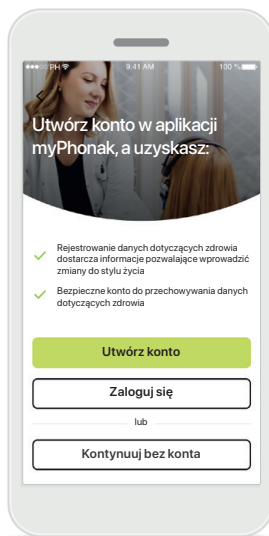 PH 9.41 AM 100 %
Utwórz konto w aplikacji
myPhonak, a uzyskasz:
Rejestrowanie danych dotyczących zdrowia
dostarcza informacje pozwalające wprowadzić
zmiany do stylu życia
Bezpieczne konto do przechowywania danych
dotyczących zdrowia
Utwórz konto
Zaloguj się
lub
Kontynuuj bez konta